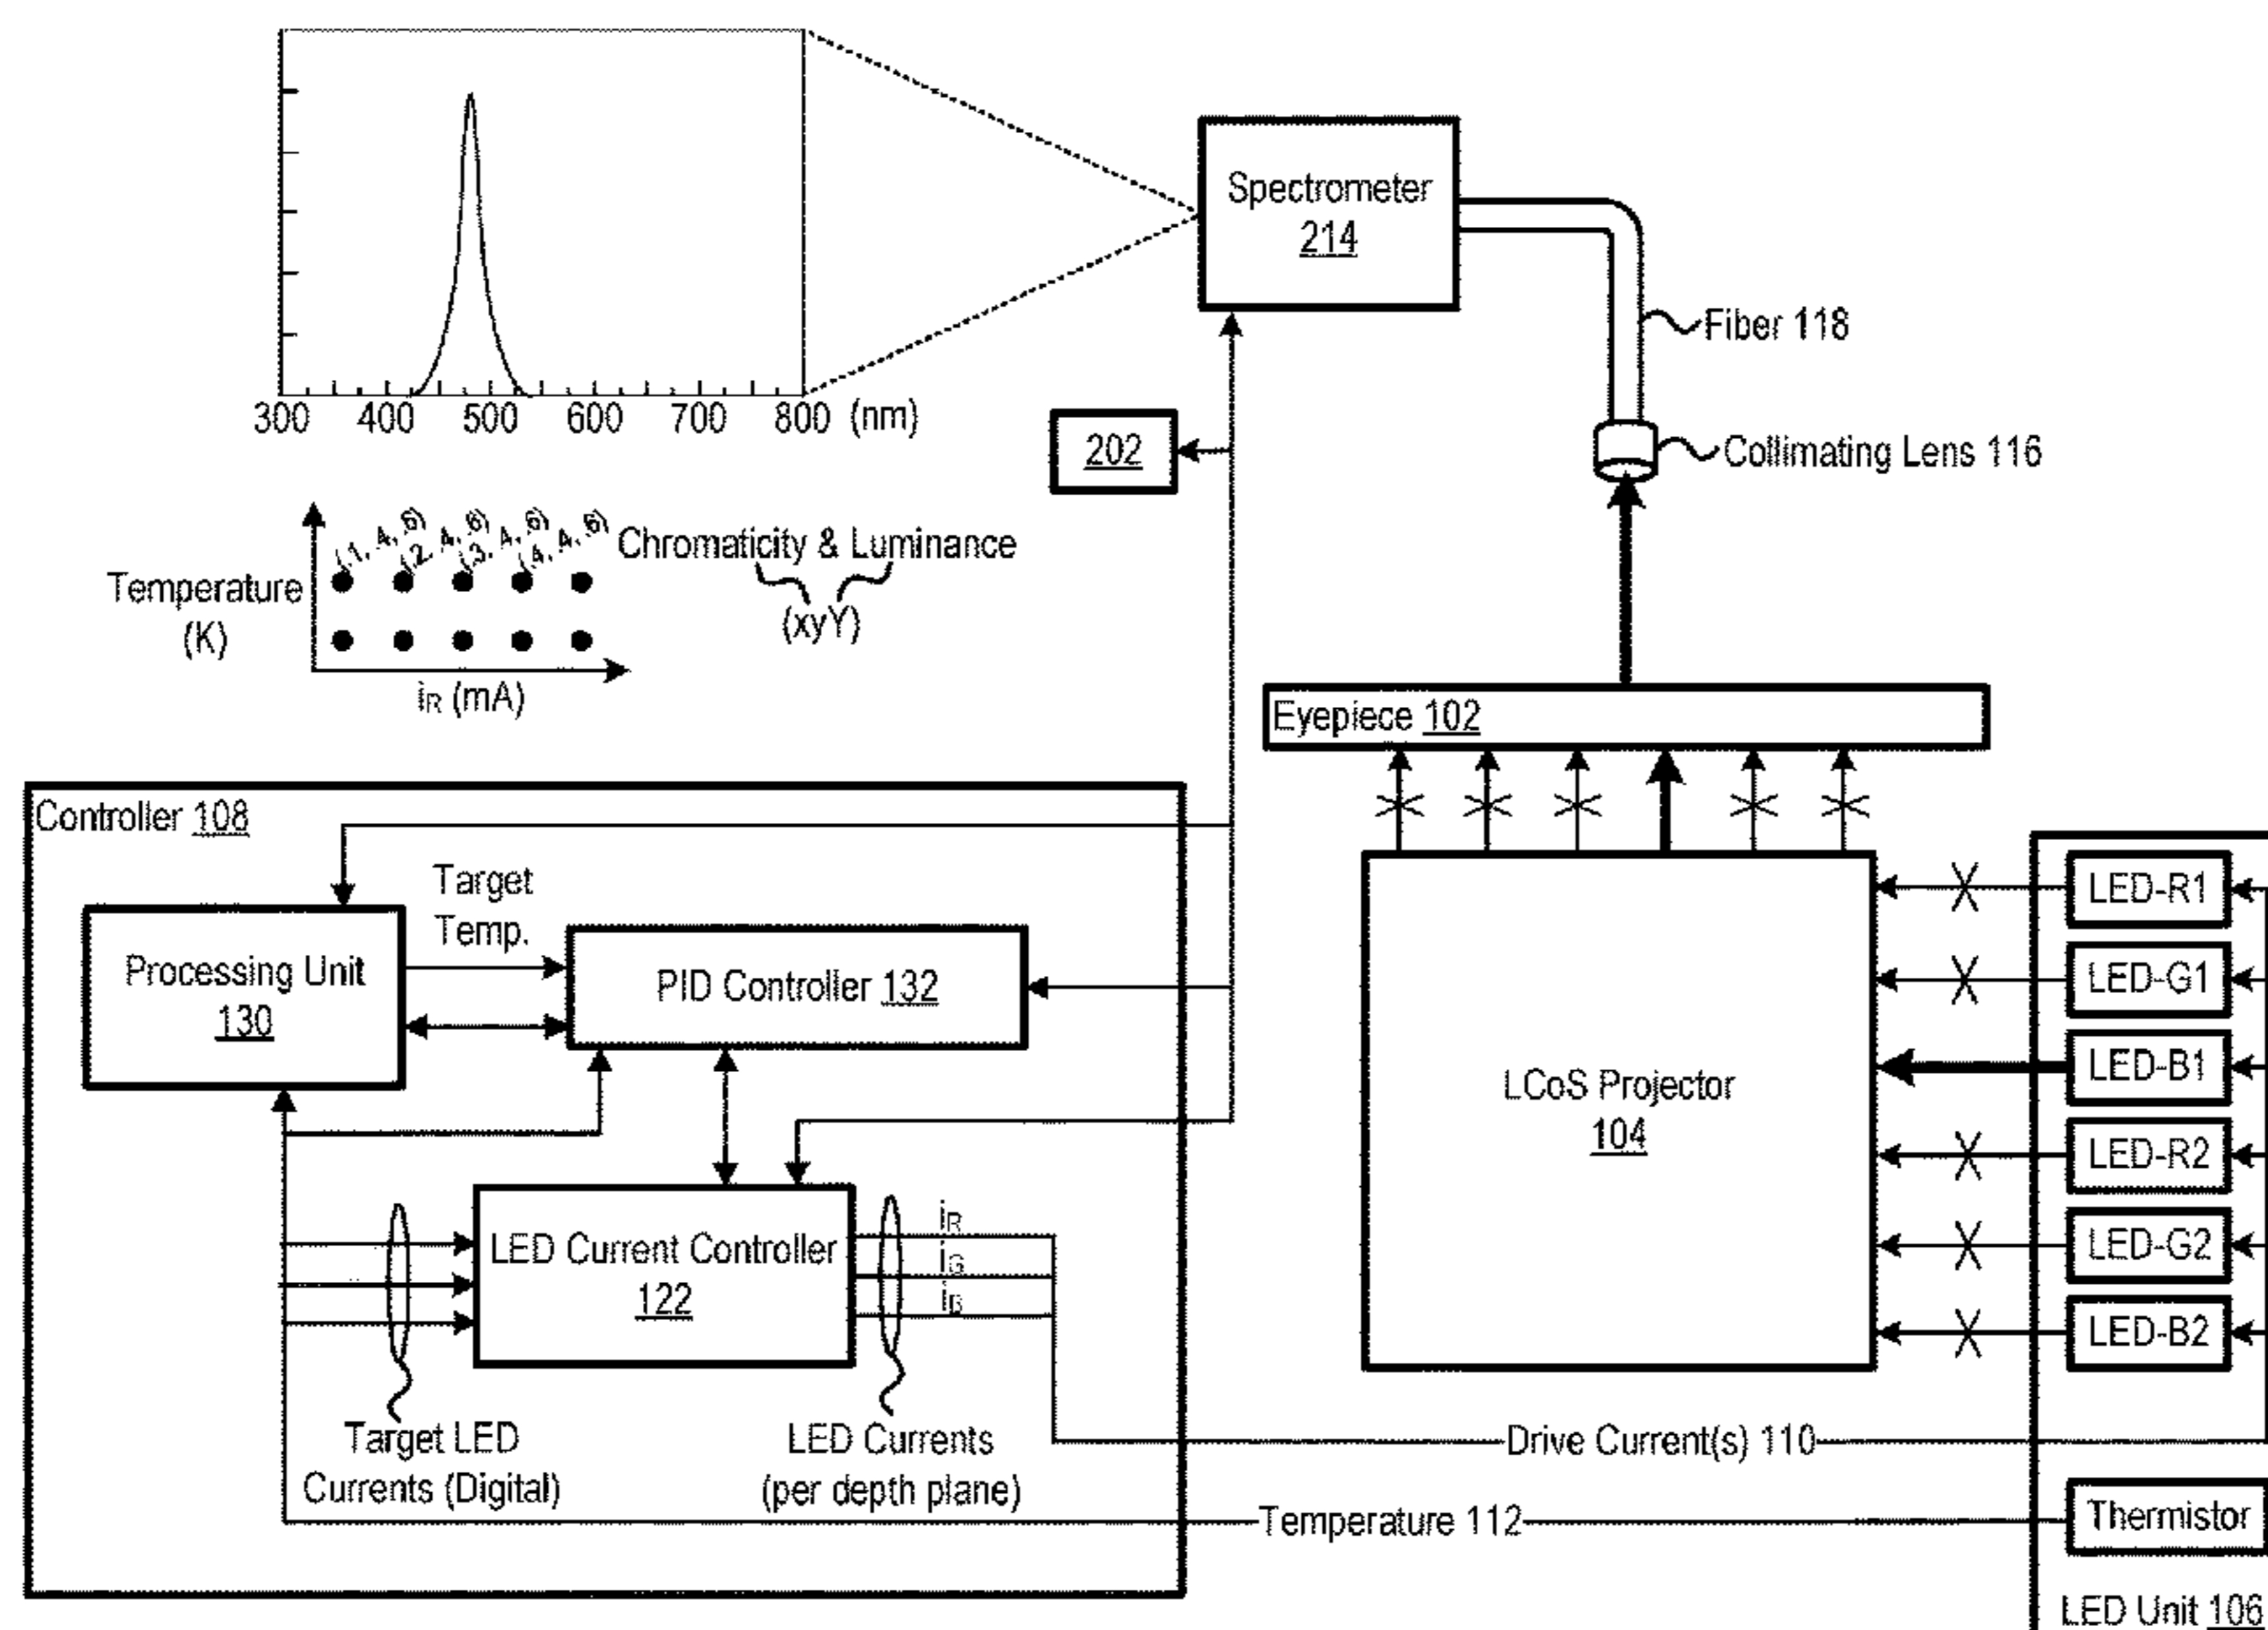 Spectrometer
214
Fiber 118
300 400 500 600 700 800 (nm)
202
Collimating Lens 116
(.1, .4, .6) (.2, .4, .6) (.3, .4, .6) (.4, .4, .6)
Chromaticity & Luminance
(xyY)
Temperature
(K)
iR (mA)
Eyepiece 102
Controller 108
Target
Temp.
Processing Unit
130
PID Controller 132
LED Current Controller
122
iR
iG
iB
Target LED
Currents (Digital)
LED Currents
(per depth plane)
LCoS Projector
104
LED-R1
LED-G1
LED-B1
LED-R2
LED-G2
LED-B2
Drive Current(s) 110
Temperature 112
Thermistor
LED Unit 106